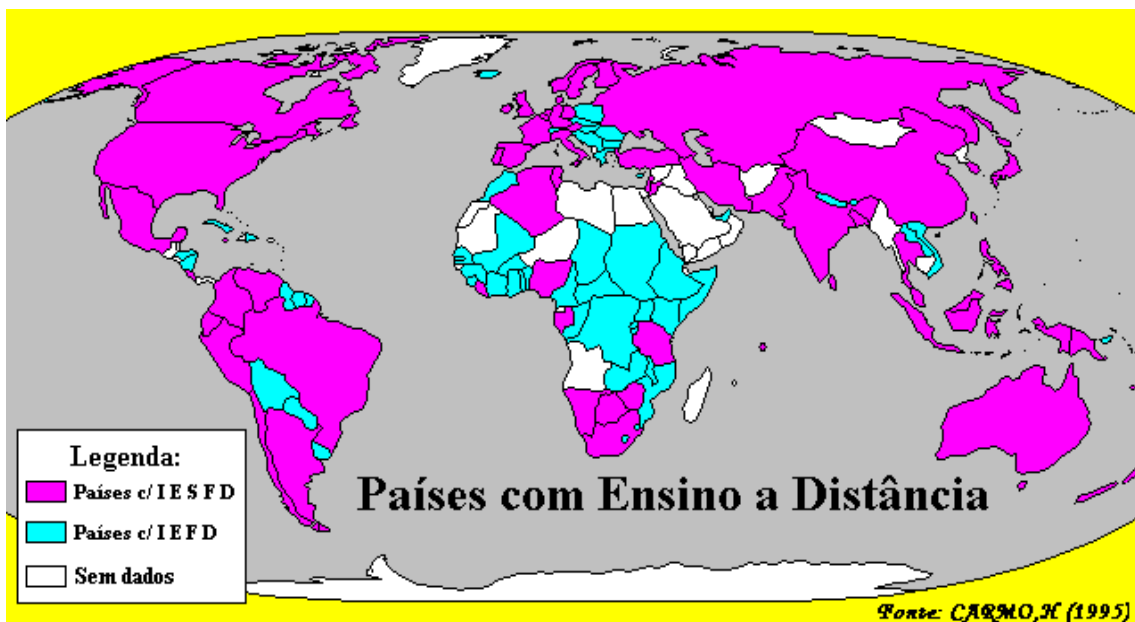 Legenda:
Países c/ I E S F D
Países c/ I E F D
Sem dados
Países com Ensino a Distância
Fonte: CARMO,H (1995)